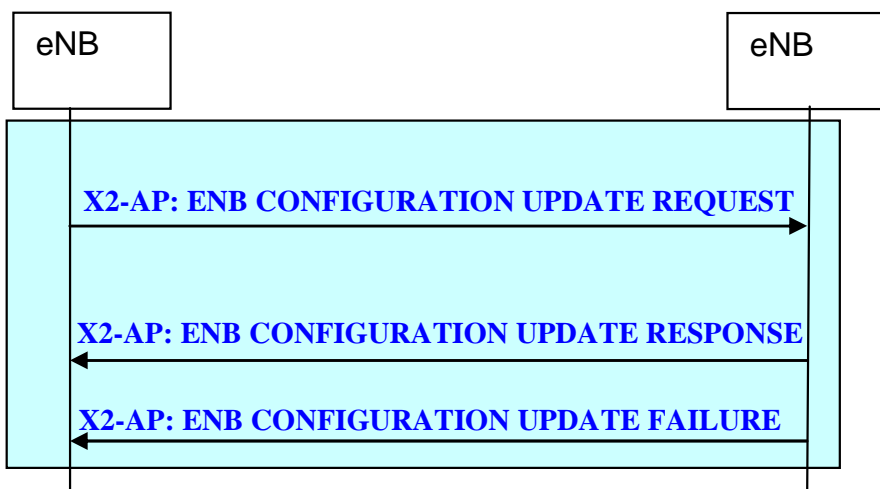 eNB
eNB
X2-AP: ENB CONFIGURATION UPDATE REQUEST
X2-AP: ENB CONFIGURATION UPDATE RESPONSE
X2-AP: ENB CONFIGURATION UPDATE FAILURE